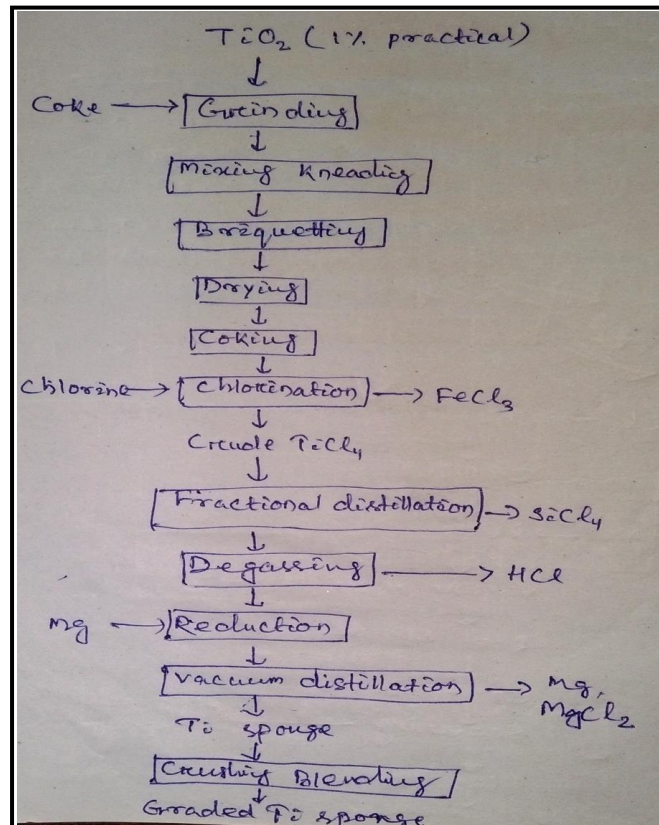 TiO2 (1% practical)
↓
Coke → Grinding
↓
Mixing Kneading
↓
Briquetting
↓
Drying
↓
Coking
↓
Chlorine → Chlorination → FeCl3
↓
Crude TiCl4
↓
Fractional distillation → SiCl4
↓
Degassing → HCl
↓
Mg → Reduction
↓
Vacuum distillation → Mg,
MgCl2
↓
Ti sponge
↓
Crushing Blending
↓
Graded Ti sponge